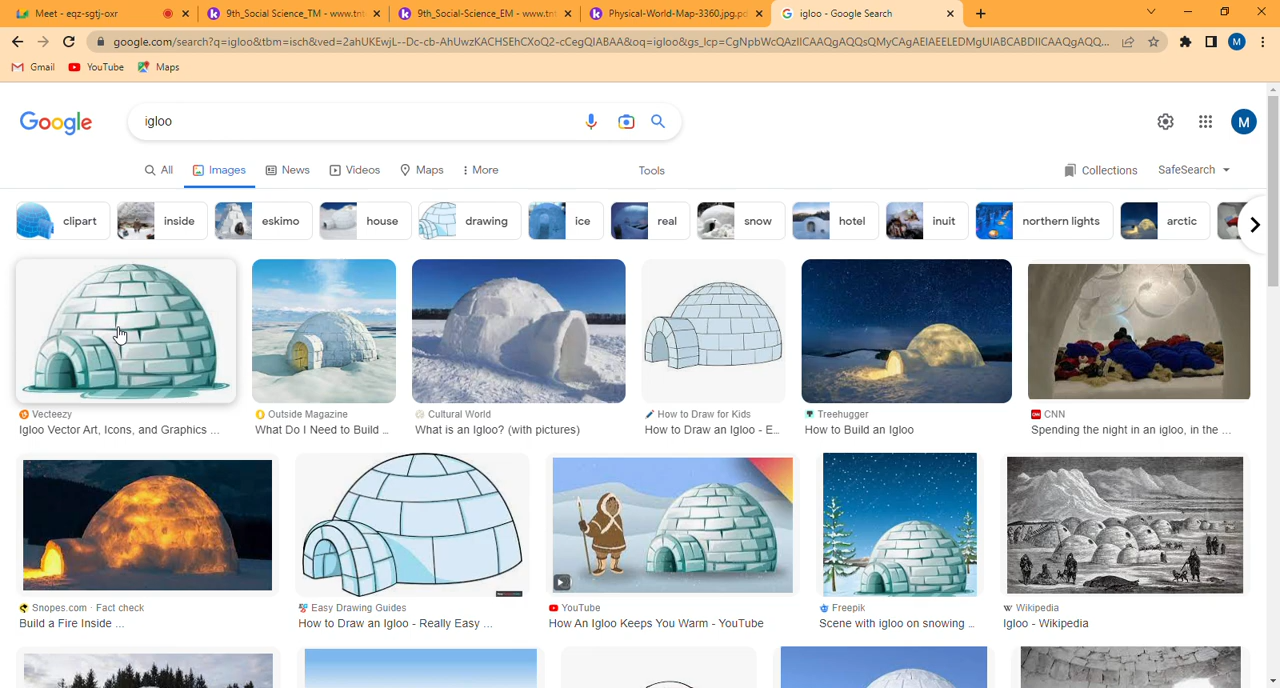 Meet - eqz-sgtj-oxr
9th_Social Science_TM - www.tnt
9th_Social-Science_EM - www.tnt
Physical-World-Map-3360.jpg.pd
igloo - Google Search
google.com/search?q=igloo&tbm=isch&ved=2ahUKEwjL--Dc-cb-AhUwzKACHSEhCXoQ2-cCegQIABAA&oq=igloo&gs_lcp=CgNpbWcQAzIICAAQgAQQsQMyCAgAEIAEELEDMgUIABCABDIICAAQgAQQ...
M
Gmail
YouTube
Maps
Google
igloo
M
All
Images
News
Videos
Maps
More
Tools
Collections
SafeSearch
clipart
inside
eskimo
house
drawing
ice
real
snow
hotel
inuit
northern lights
arctic
Vecteezy
Igloo Vector Art, Icons, and Graphics ...
Outside Magazine
What Do I Need to Build ...
Cultural World
What is an Igloo? (with pictures)
How to Draw for Kids
How to Draw an Igloo - E...
Treehugger
How to Build an Igloo
CNN
Spending the night in an igloo, in the ...
Snopes.com · Fact check
Build a Fire Inside ...
Easy Drawing Guides
How to Draw an Igloo - Really Easy ...
YouTube
How An Igloo Keeps You Warm - YouTube
Freepik
Scene with igloo on snowing ...
W Wikipedia
Igloo - Wikipedia